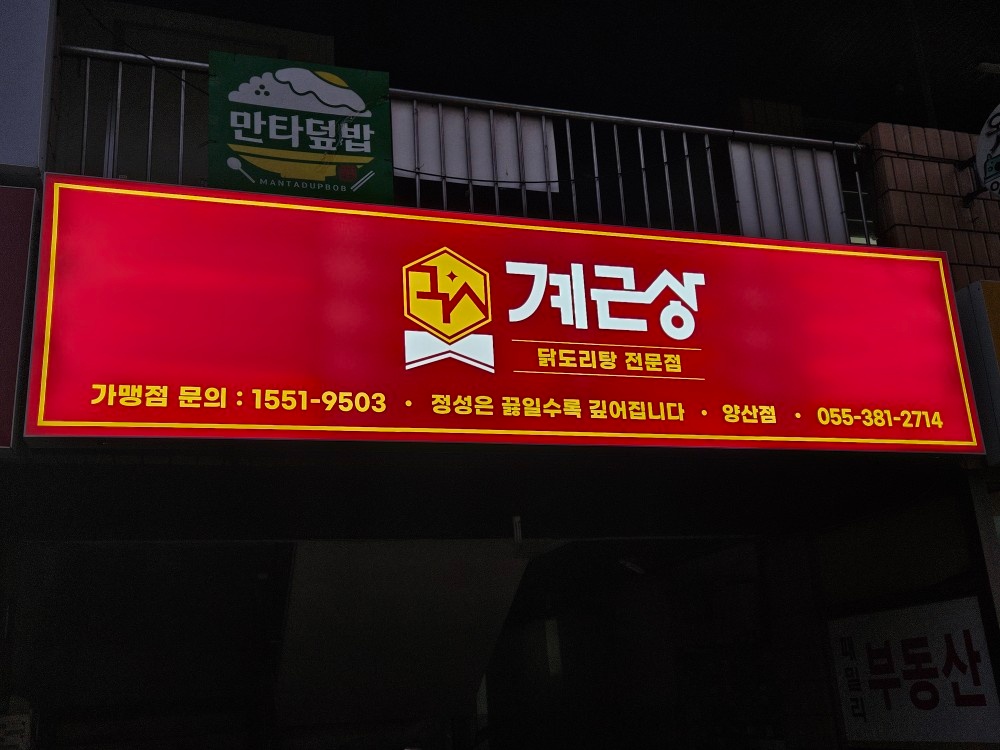 만타덮밥
MANTADUPBOB
계근상
닭도리탕 전문점
가맹점 문의 : 1551-9503 · 정성은 끓일수록 깊어집니다 · 양산점 · 055-381-2714
부동산